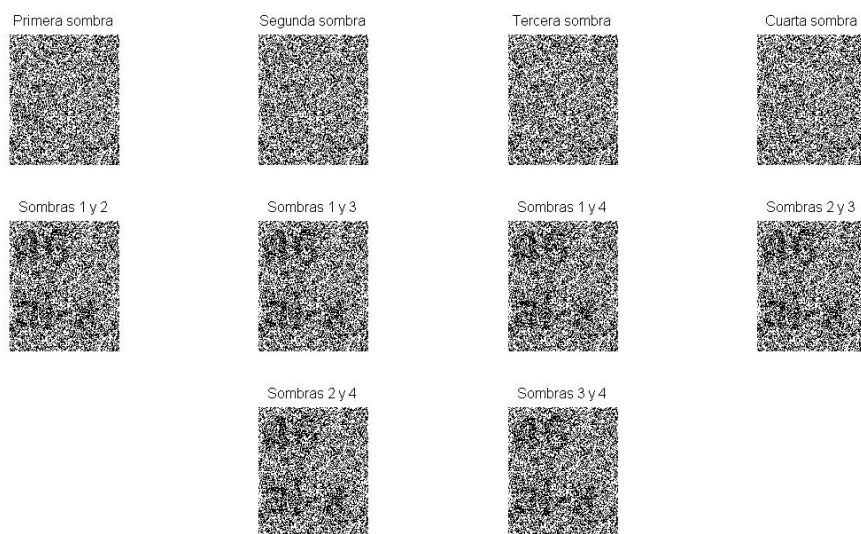 Primera sombra Segunda sombra Tercera sombra Cuarta sombra
Sombras 1 y 2 Sombras 1 y 3 Sombras 1 y 4 Sombras 2 y 3
Sombras 2 y 4 Sombras 3 y 4